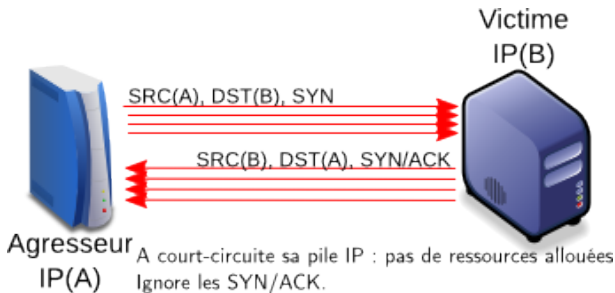 Victime
IP(B)
SRC(A), DST(B), SYN
SRC(B), DST(A), SYN/ACK
Agresseur
IP(A)
A court-circuite sa pile IP : pas de ressources allouées
Ignore les SYN/ACK.